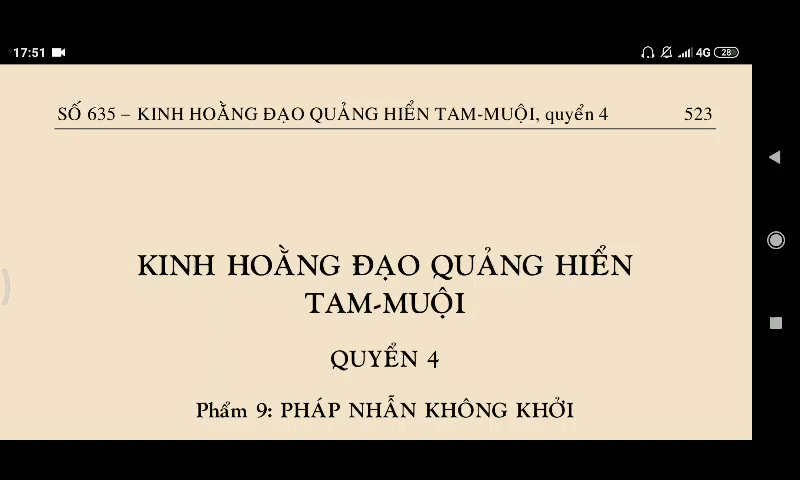 17:51 4G 28
SỐ 635 – KINH HOẰNG ĐẠO QUẢNG HIỂN TAM-MUỘI, quyển 4 523
KINH HOẰNG ĐẠO QUẢNG HIỂN
TAM-MUỘI
QUYỂN 4
Phẩm 9: PHÁP NHẪN KHÔNG KHỞI